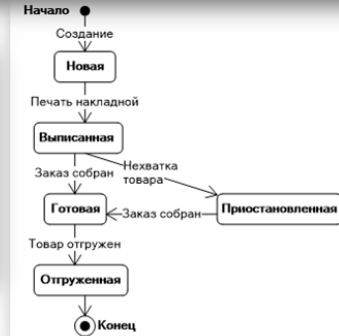 Начало
Создание
Новая
Печать накладной
Выписанная
Заказ собран
Нехватка
товара
Готовая
Заказ собран
Приостановленная
Товар отгружен
Отгруженная
Конец